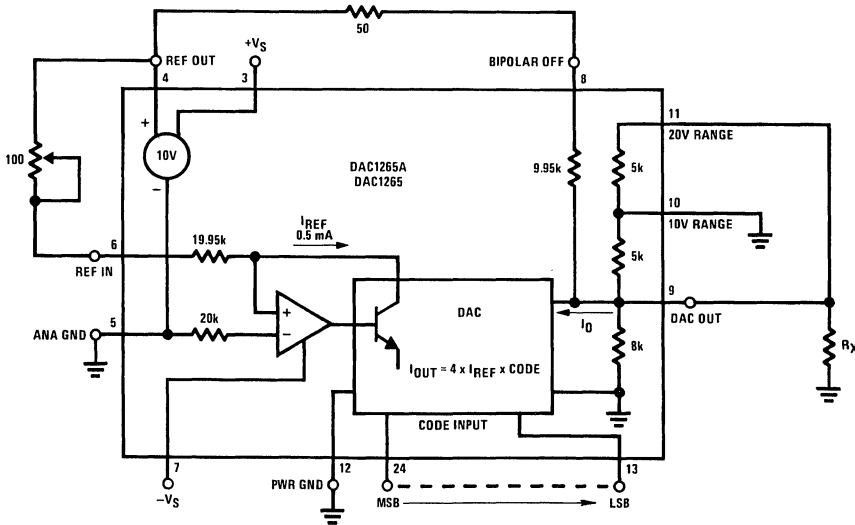 50
REF OUT
4
+VS
3
BIPOLAR OFF
8
11
20V RANGE
+
10V
−
100
DAC1265A
DAC1265
9.95k
5k
10
10V RANGE
6
REF IN
19.95k
IREF
0.5 mA
5k
9
DAC OUT
IO
5
ANA GND
20k
+
−
DAC
IOUT = 4 x IREF x CODE
8k
RX
CODE INPUT
7
−VS
12
PWR GND
24
MSB
13
LSB